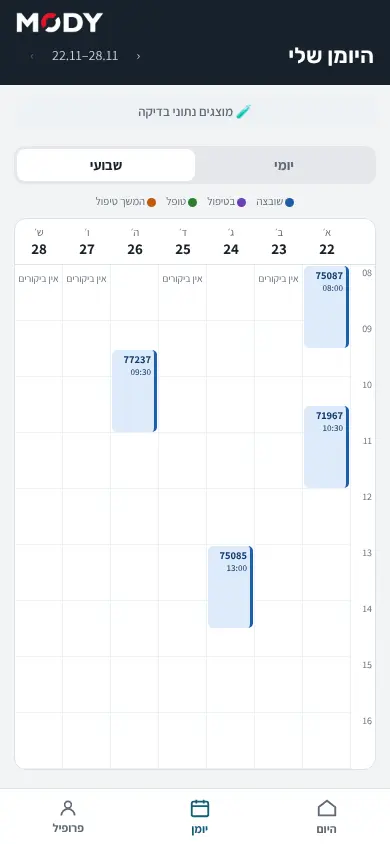 MODY
היומן שלי
‹ 22.11–28.11 ›
🧪 מוצגים נתוני בדיקה
יומי
שבועי
שובצה
בטיפול
טופל
המשך טיפול
א׳ ב׳ ג׳ ד׳ ה׳ ו׳ ש׳
22 23 24 25 26 27 28
08
75087
08:00
אין ביקורים
אין ביקורים
אין ביקורים
אין ביקורים
09
77237
09:30
10
71967
10:30
11
12
13
75085
13:00
14
15
16
היום
יומן
פרופיל